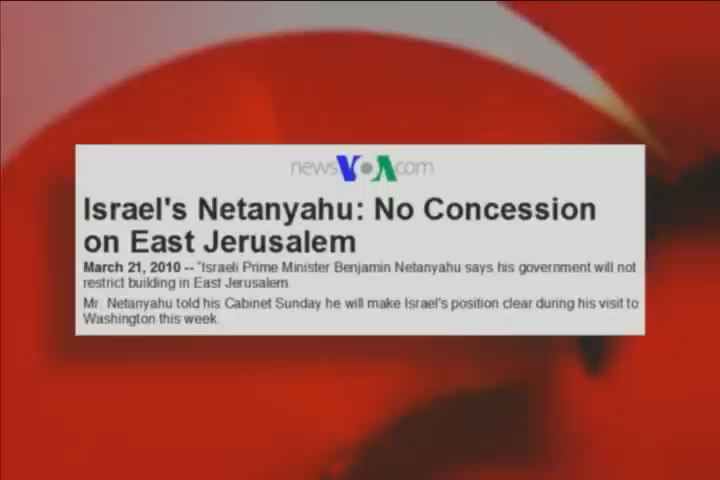 newsVOAcom
Israel's Netanyahu: No Concession
on East Jerusalem
March 21, 2010 -- "Israeli Prime Minister Benjamin Netanyahu says his government will not
restrict building in East Jerusalem.
Mr. Netanyahu told his Cabinet Sunday he will make Israel's position clear during his visit to
Washington this week.